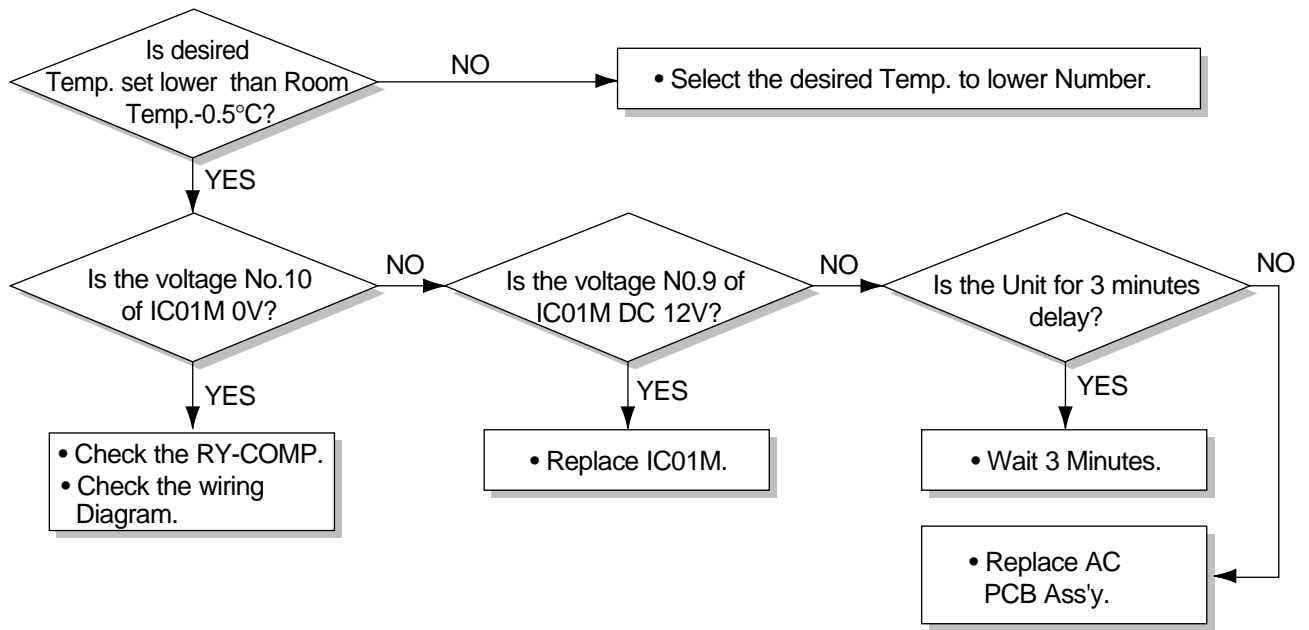 Is desired
Temp. set lower than Room
Temp.-0.5°C?
NO
• Select the desired Temp. to lower Number.
YES
Is the voltage No.10
of IC01M 0V?
NO
Is the voltage N0.9 of
IC01M DC 12V?
NO
Is the Unit for 3 minutes
delay?
NO
YES
• Check the RY-COMP.
• Check the wiring
Diagram.
YES
• Replace IC01M.
YES
• Wait 3 Minutes.
• Replace AC
PCB Ass'y.